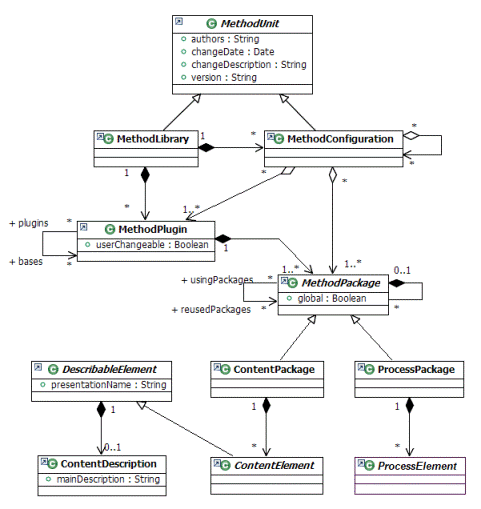 MethodUnit
authors : String
changeDate : Date
changeDescription : String
version : String
MethodLibrary
1
*
MethodConfiguration
*
*
1
*
1..*
*
*
+ plugins
*
MethodPlugin
userChangeable : Boolean
1
+ bases
*
+ usingPackages
*
1..*
1..*
0..1
MethodPackage
global : Boolean
+ reusedPackages
*
*
DescribableElement
presentationName : String
1
0..1
ContentDescription
mainDescription : String
ContentPackage
1
*
ContentElement
ProcessPackage
1
*
ProcessElement